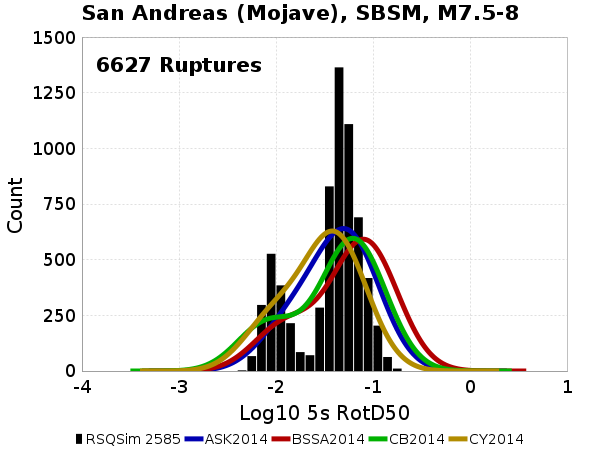 San Andreas (Mojave), SBSM, M7.5-8
6627 Ruptures
Count
1500
1250
1000
750
500
250
0
-4 -3 -2 -1 0 1
Log10 5s RotD50
RSQSim 2585 ASK2014 BSSA2014 CB2014 CY2014